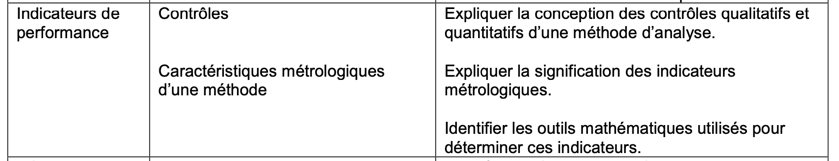 Indicateurs de performance
Contrôles
Caractéristiques métrologiques d’une méthode
Expliquer la conception des contrôles qualitatifs et
quantitatifs d’une méthode d’analyse.
Expliquer la signification des indicateurs
métrologiques.
Identifier les outils mathématiques utilisés pour
déterminer ces indicateurs.